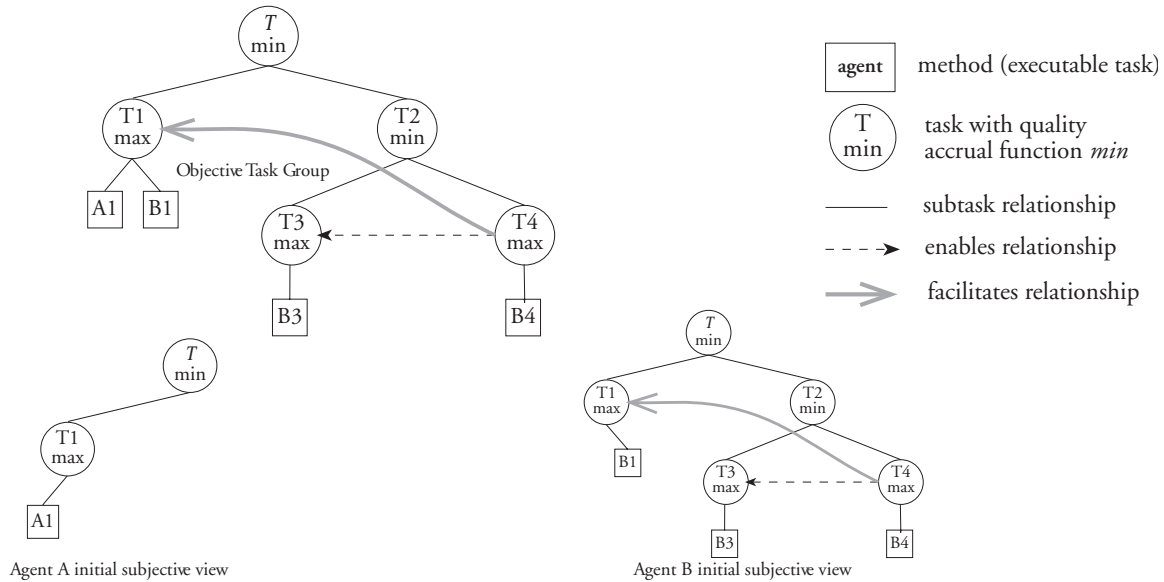 T
min
T1
max
T2
min
Objective Task Group
A1
B1
T3
max
T4
max
B3
B4
agent
method (executable task)
T
min
task with quality
accrual function min
subtask relationship
enables relationship
facilitates relationship
T
min
T1
max
A1
Agent A initial subjective view
T
min
T1
max
T2
min
B1
T3
max
T4
max
B3
B4
Agent B initial subjective view